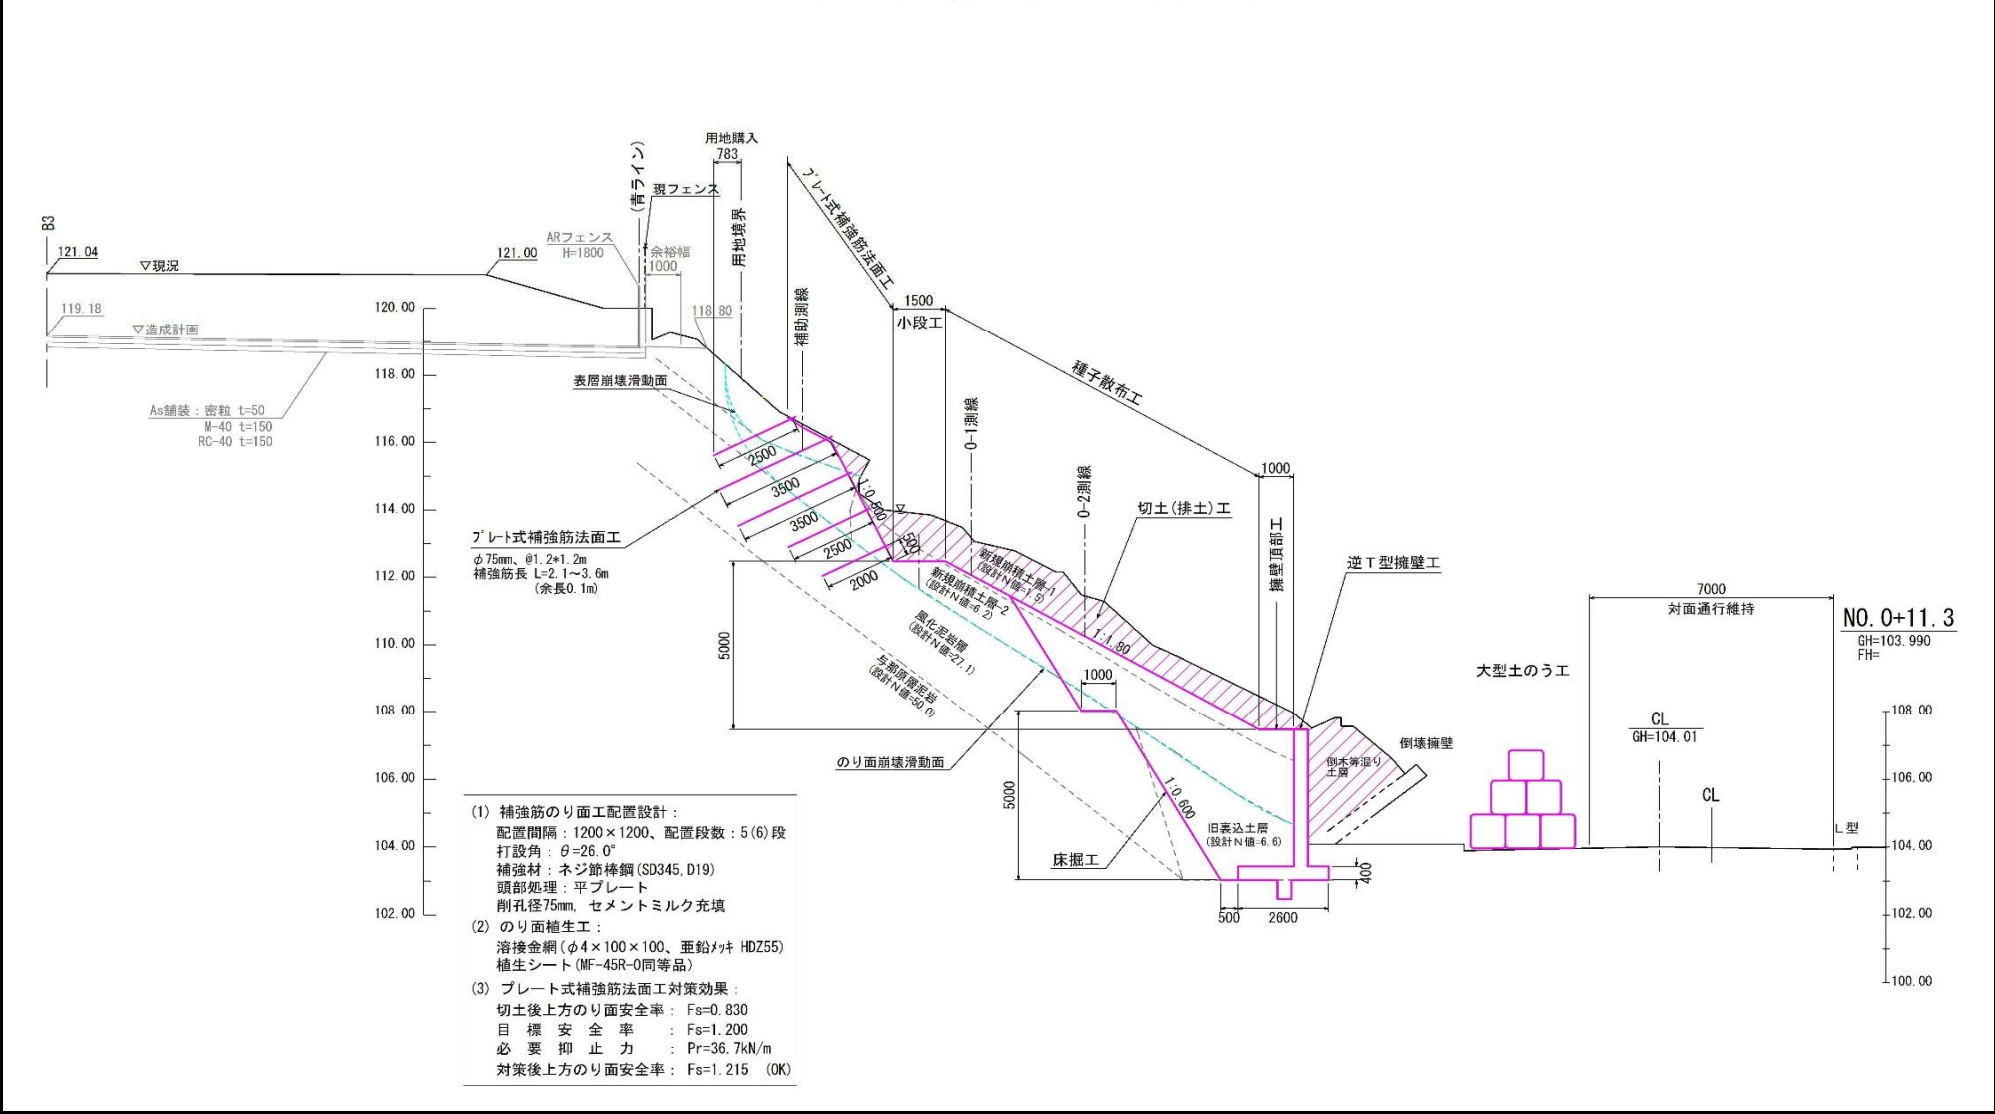 用地購入
783
(青ライン)
現フェンス
B3
121.04
▽現況
121.00
ARフェンス
H=1800
余裕幅
1000
用地境界
プレート式補強筋法面工
119.18
▽造成計画
118.80
補助測線
1500
小段工
種子散布工
As舗装：密粒 t=50
M-40 t=150
RC-40 t=150
表層崩壊滑動面
120.00
118.00
116.00
114.00
112.00
110.00
108.00
106.00
104.00
102.00
2500
3500
3500
2500
2000
1:0.500
500
プレート式補強筋法面工
φ75mm、@1.2*1.2m
補強筋長 L=2.1～3.6m
(余長0.1m)
0-1測線
0-2測線
1000
切土(排土)工
擁壁頂部工
逆Ｔ型擁壁工
新規崩積土層-1
(設計Ｎ値=1.5)
新規崩積土層-2
(設計Ｎ値=6.2)
風化泥岩層
(設計Ｎ値=27.1)
与那原層泥岩
(設計Ｎ値=50.0)
1:1.80
5000
1000
のり面崩壊滑動面
5000
1:0.600
床掘工
旧裏込土層
(設計Ｎ値=6.6)
倒木等混り
土層
倒壊擁壁
400
500
2600
7000
対面通行維持
NO.0+11.3
GH=103.990
FH=
大型土のう工
CL
GH=104.01
CL
Ｌ型
108.00
106.00
104.00
102.00
100.00
(1) 補強筋のり面工配置設計：
配置間隔：1200×1200、配置段数：5(6)段
打設角：θ=26.0°
補強材：ネジ節棒鋼(SD345,D19)
頭部処理：平プレート
削孔径75mm, セメントミルク充填
(2) のり面植生工：
溶接金網(φ4×100×100、亜鉛メッキ HDZ55)
植生シート(MF-45R-0同等品)
(3) プレート式補強筋法面工対策効果：
切土後上方のり面安全率： Fs=0.830
目 標 安 全 率 ： Fs=1.200
必 要 抑 止 力 ： Pr=36.7kN/m
対策後上方のり面安全率： Fs=1.215 (OK)